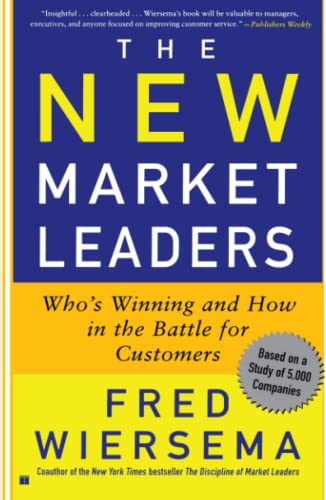 "Insightful . . . clearheaded . . . Wiersema's book will be valuable to managers,
executives, and anyone focused on improving customer service." —Publishers Weekly
THE
NEW
MARKET
LEADERS
Who's Winning and How
in the Battle for
Customers
Based on a
Study of 5,000
Companies
FRED
WIERSEMA
Coauthor of the New York Times bestseller The Discipline of Market Leaders